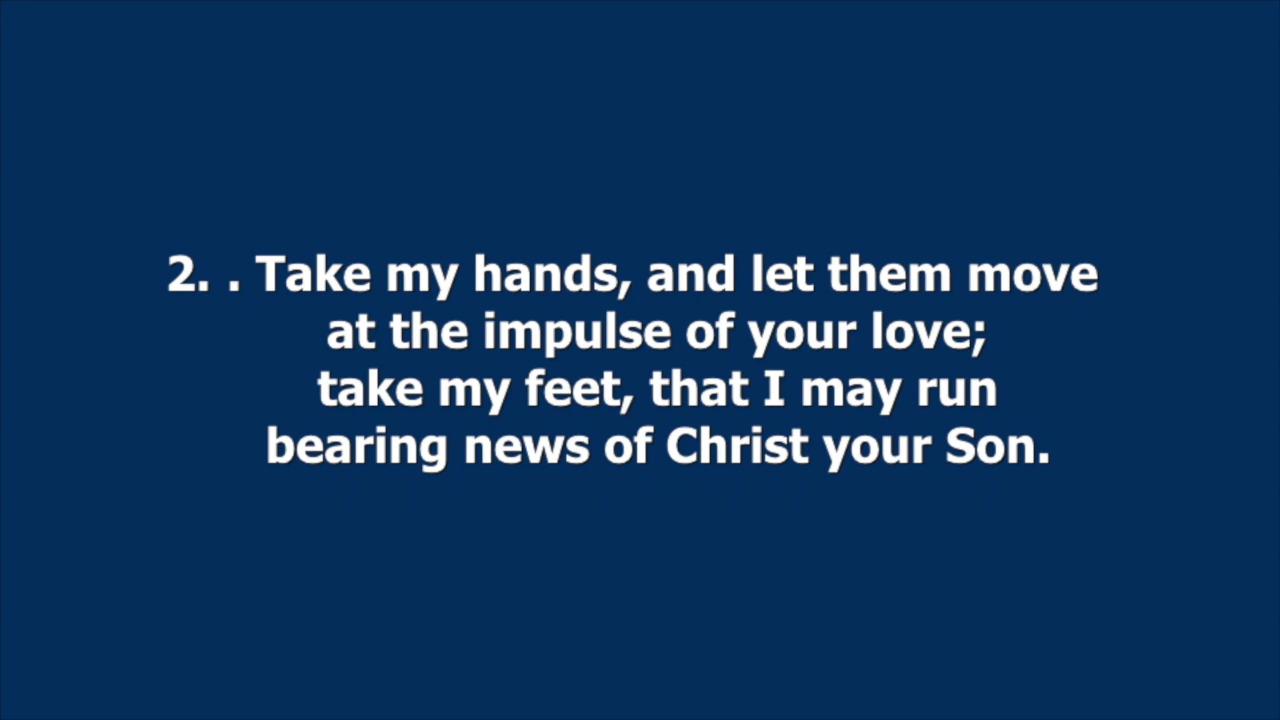 2. . Take my hands, and let them move
at the impulse of your love;
take my feet, that I may run
bearing news of Christ your Son.